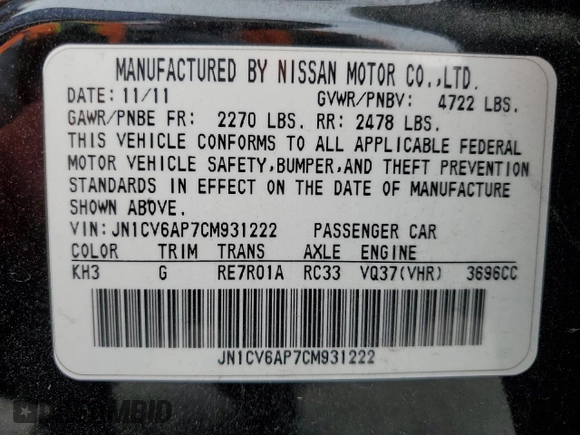 MANUFACTURED BY NISSAN MOTOR CO.,LTD.
DATE: 11/11 GVWR/PNBV: 4722 LBS.
GAWR/PNBE FR: 2270 LBS. RR: 2478 LBS.
THIS VEHICLE CONFORMS TO ALL APPLICABLE FEDERAL
MOTOR VEHICLE SAFETY,BUMPER,AND THEFT PREVENTION
STANDARDS IN EFFECT ON THE DATE OF MANUFACTURE
SHOWN ABOVE.
VIN: JN1CV6AP7CM931222 PASSENGER CAR
COLOR TRIM TRANS AXLE ENGINE
KH3 G RE7R01A RC33 VQ37(VHR) 3696CC
JN1CV6AP7CM931222